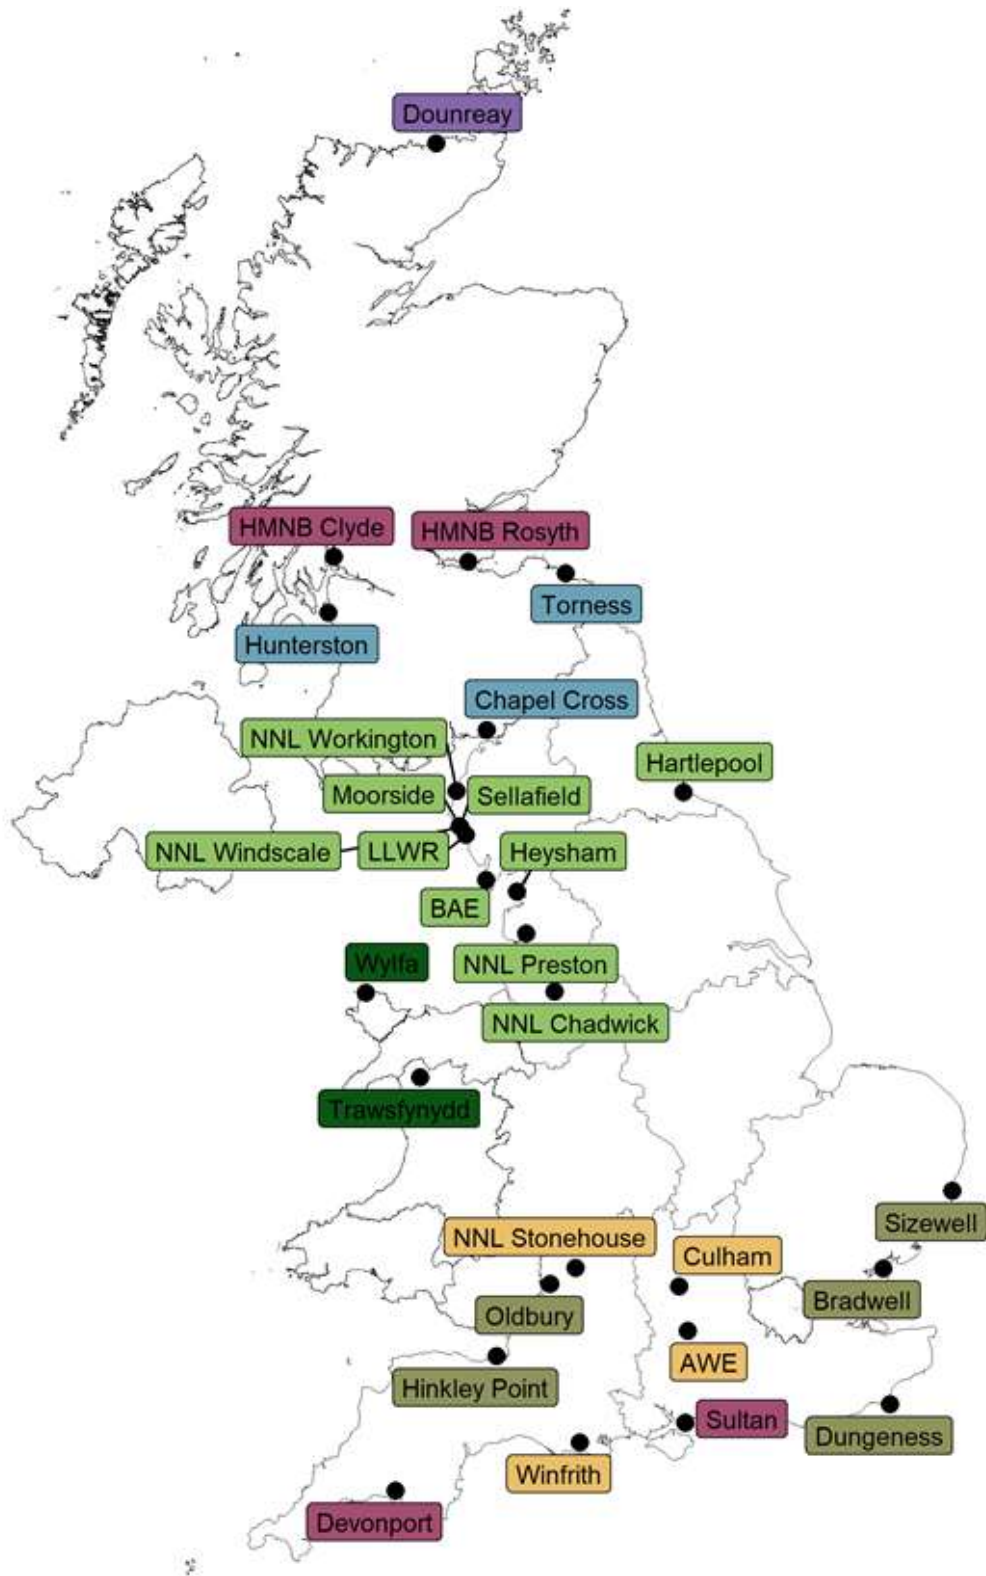 Dounreay
HMNB Clyde
HMNB Rosyth
Torness
Hunterston
Chapel Cross
NNL Workington
Hartlepool
Moorside
Sellafield
NNL Windscale
LLWR
Heysham
BAE
Wylfa
NNL Preston
NNL Chadwick
Trawsfynydd
Sizewell
NNL Stonehouse
Culham
Bradwell
Oldbury
AWE
Hinkley Point
Sultan
Dungeness
Winfrith
Devonport